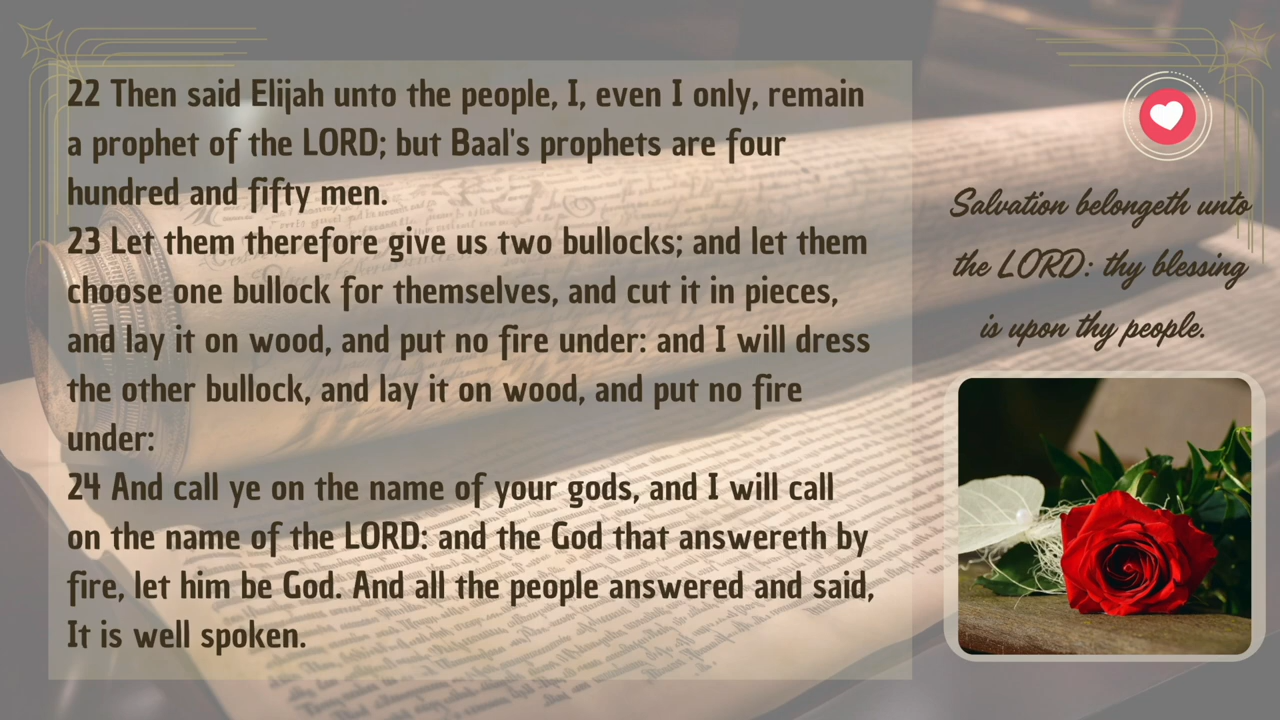 22 Then said Elijah unto the people, I, even I only, remain
a prophet of the LORD; but Baal's prophets are four
hundred and fifty men.
23 Let them therefore give us two bullocks; and let them
choose one bullock for themselves, and cut it in pieces,
and lay it on wood, and put no fire under: and I will dress
the other bullock, and lay it on wood, and put no fire
under:
24 And call ye on the name of your gods, and I will call
on the name of the LORD: and the God that answereth by
fire, let him be God. And all the people answered and said,
It is well spoken.
Salvation belongeth unto
the LORD: thy blessing
is upon thy people.